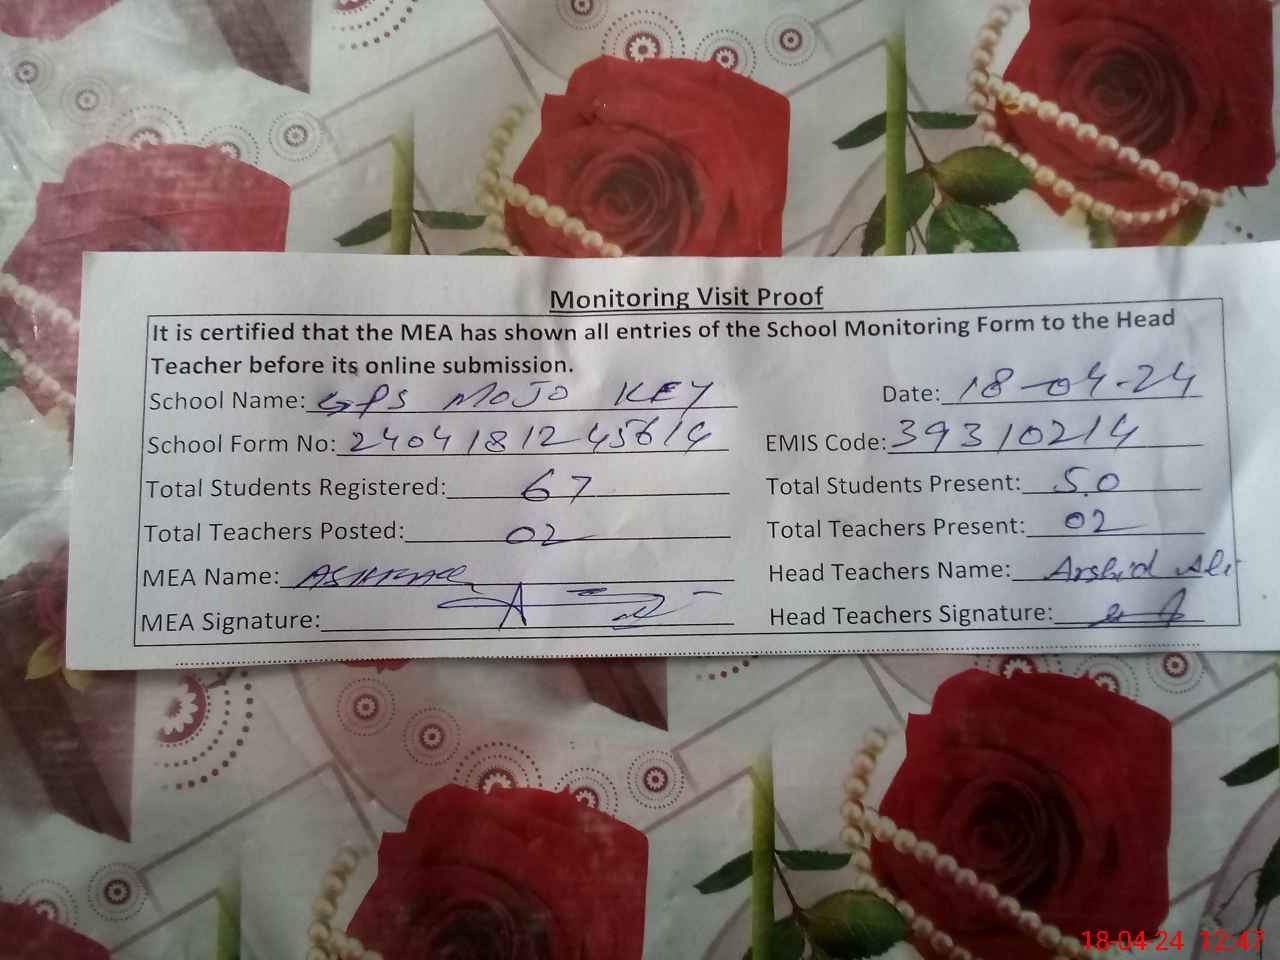 Monitoring Visit Proof
It is certified that the MEA has shown all entries of the School Monitoring Form to the Head
Teacher before its online submission.
School Name: GPS MOJO KEY Date: 18-04-24
School Form No: 2404181245614 EMIS Code: 39310214
Total Students Registered: 67 Total Students Present: 50
Total Teachers Posted: 02 Total Teachers Present: 02
MEA Name: Head Teachers Name: Arshid Ali
MEA Signature: Head Teachers Signature:
18-04-24 12:47